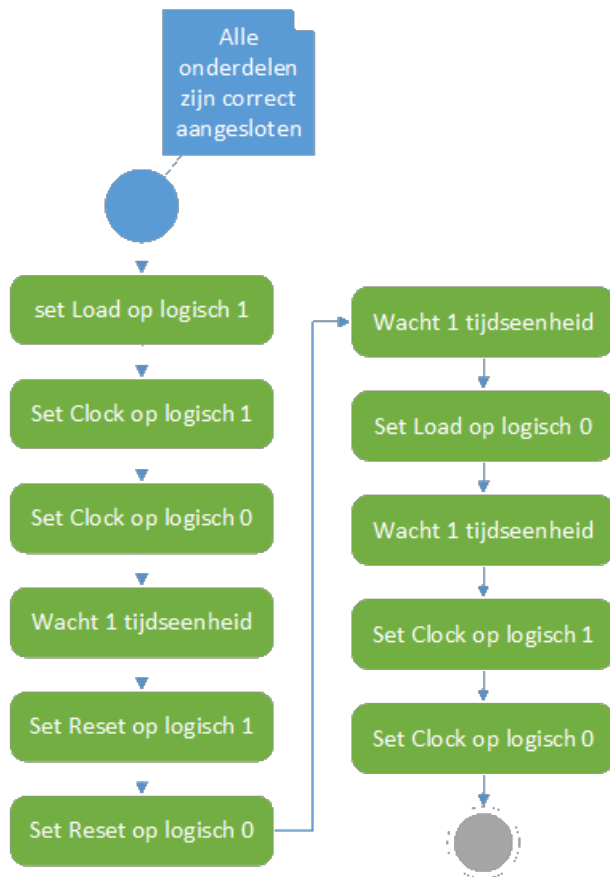 Alle
onderdelen
zijn correct
aangesloten
set Load op logisch 1
Set Clock op logisch 1
Set Clock op logisch 0
Wacht 1 tijdseenheid
Set Reset op logisch 1
Set Reset op logisch 0
Wacht 1 tijdseenheid
Set Load op logisch 0
Wacht 1 tijdseenheid
Set Clock op logisch 1
Set Clock op logisch 0